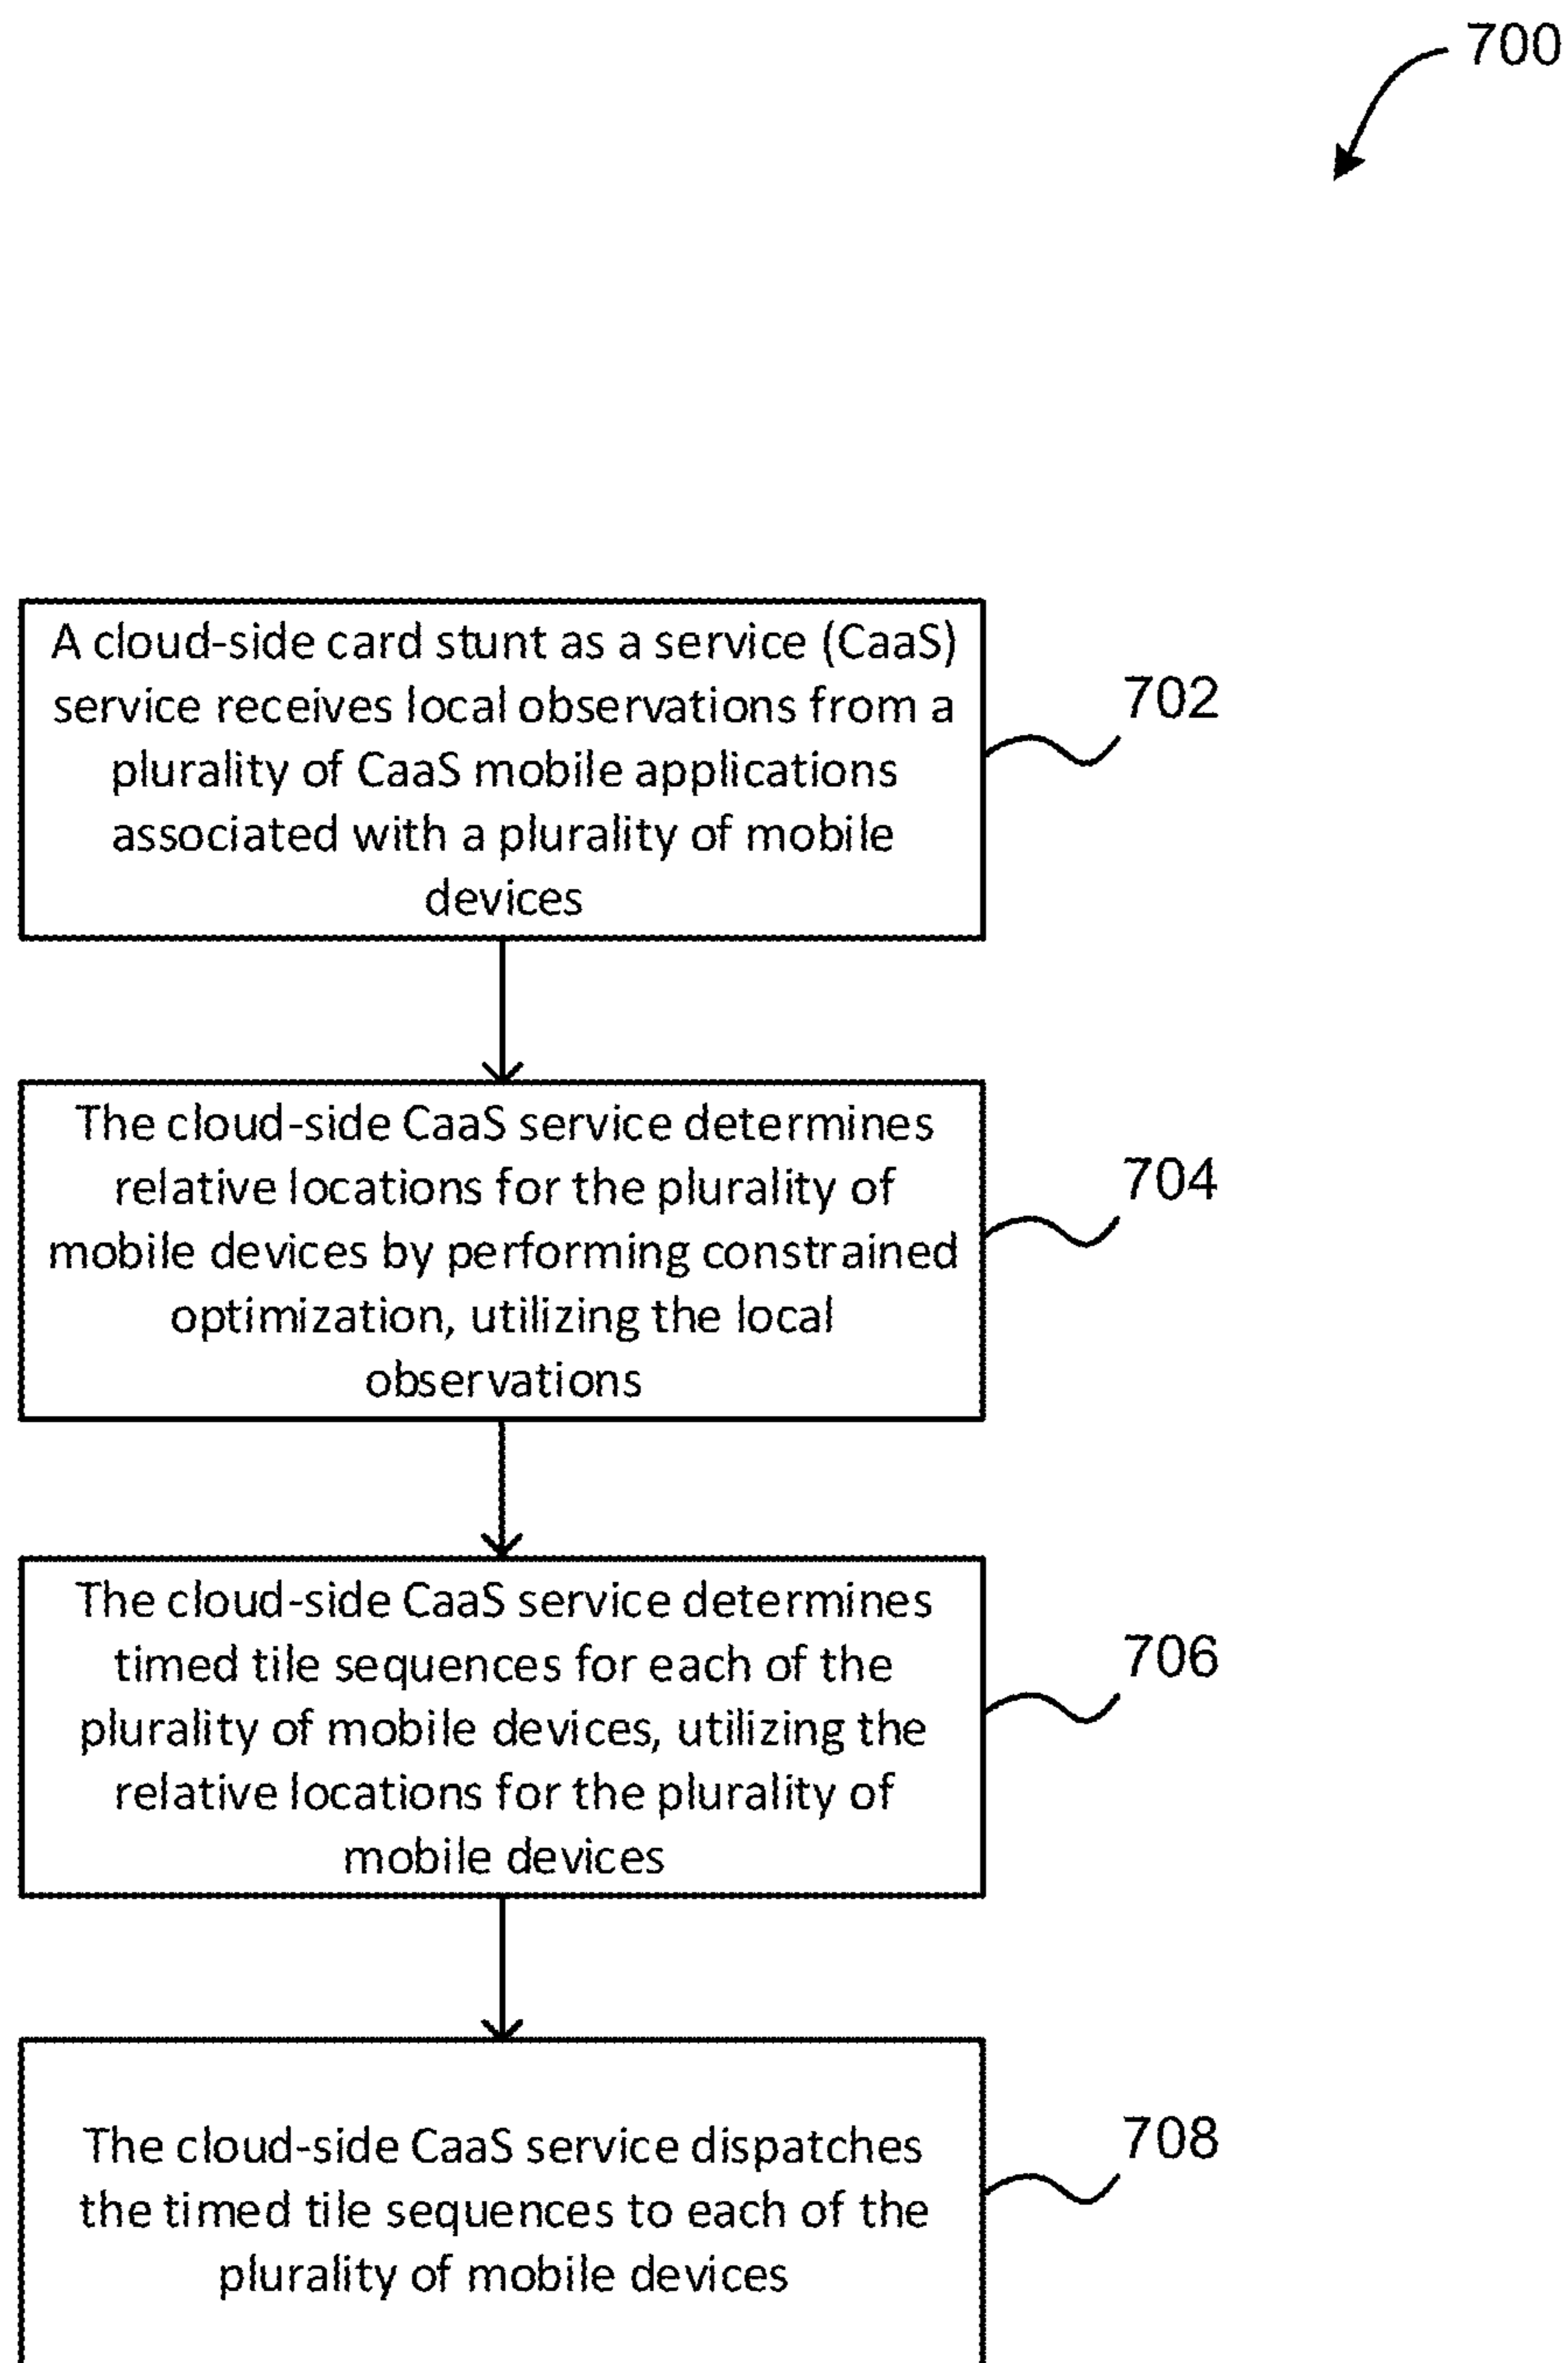 700
A cloud-side card stunt as a service (CaaS)
service receives local observations from a
plurality of CaaS mobile applications
associated with a plurality of mobile
devices
702
The cloud-side CaaS service determines
relative locations for the plurality of
mobile devices by performing constrained
optimization, utilizing the local
observations
704
The cloud-side CaaS service determines
timed tile sequences for each of the
plurality of mobile devices, utilizing the
relative locations for the plurality of
mobile devices
706
The cloud-side CaaS service dispatches
the timed tile sequences to each of the
plurality of mobile devices
708